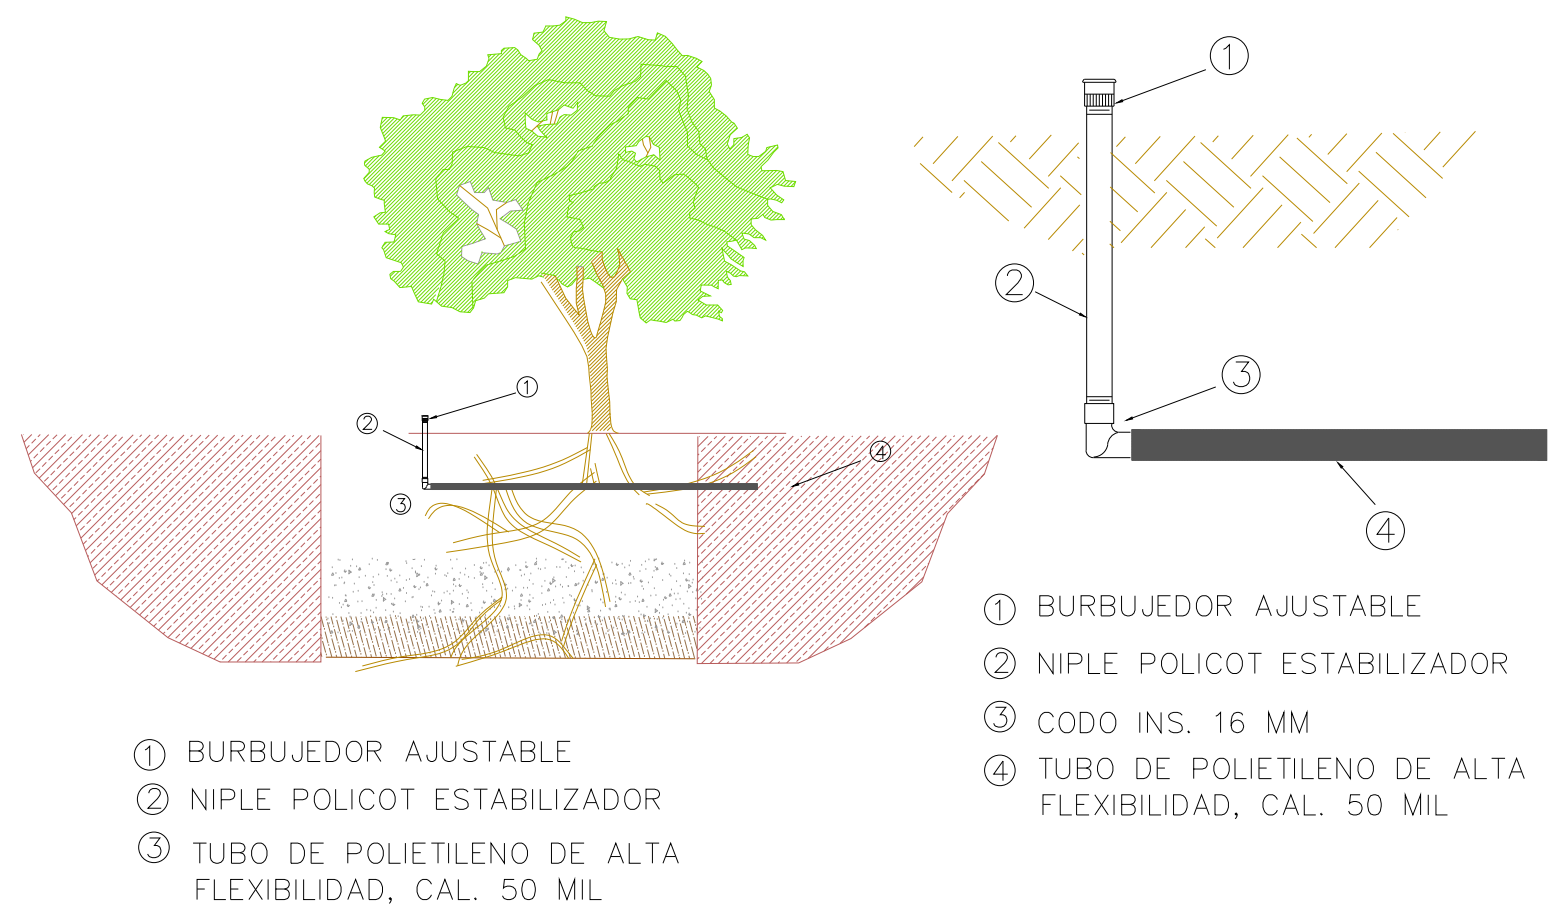 1
2
3
4
1 BURBUJEDOR AJUSTABLE
2 NIPLE POLICOT ESTABILIZADOR
3 TUBO DE POLIETILENO DE ALTA
FLEXIBILIDAD, CAL. 50 MIL
1
2
3
4
1 BURBUJEDOR AJUSTABLE
2 NIPLE POLICOT ESTABILIZADOR
3 CODO INS. 16 MM
4 TUBO DE POLIETILENO DE ALTA
FLEXIBILIDAD, CAL. 50 MIL